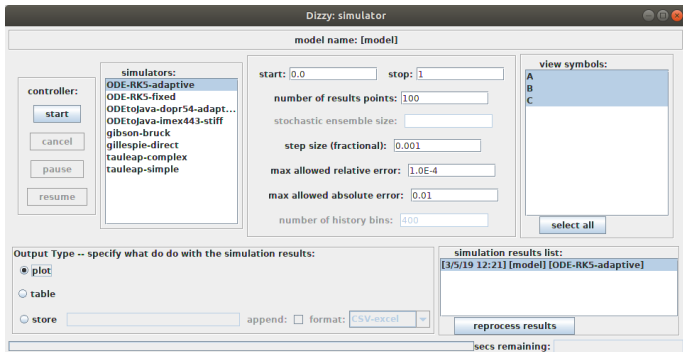 Dizzy: simulator
model name: [model]
controller:
start
cancel
pause
resume
simulators:
ODE-RK5-adaptive
ODE-RK5-fixed
ODEtoJava-dopr54-adapt...
ODEtoJava-imex443-stiff
gibson-bruck
gillespie-direct
tauleap-complex
tauleap-simple
start: 0.0 stop: 1
number of results points: 100
stochastic ensemble size:
step size (fractional): 0.001
max allowed relative error: 1.0E-4
max allowed absolute error: 0.01
number of history bins: 400
view symbols:
A
B
C
select all
Output Type -- specify what do do with the simulation results:
plot
table
store append: format: CSV-excel
simulation results list:
[3/5/19 12:21] [model] [ODE-RK5-adaptive]
reprocess results
secs remaining: